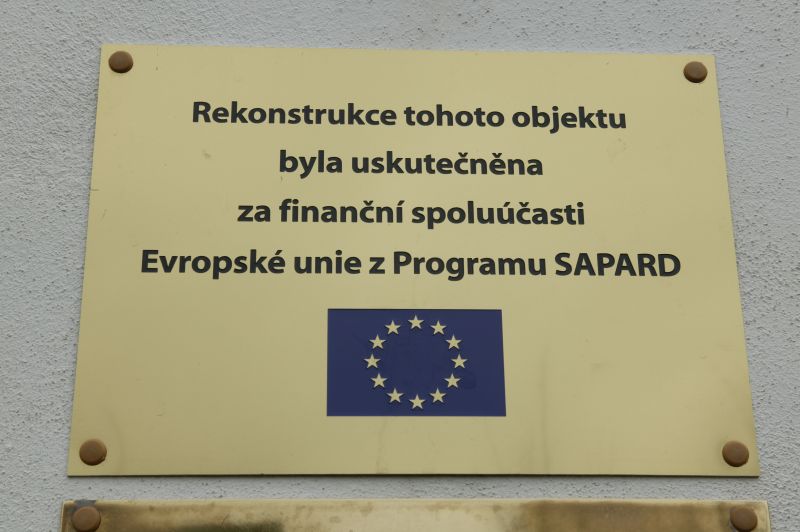 Rekonstrukce tohoto objektu
byla uskutečněna
za finanční spoluúčasti
Evropské unie z Programu SAPARD